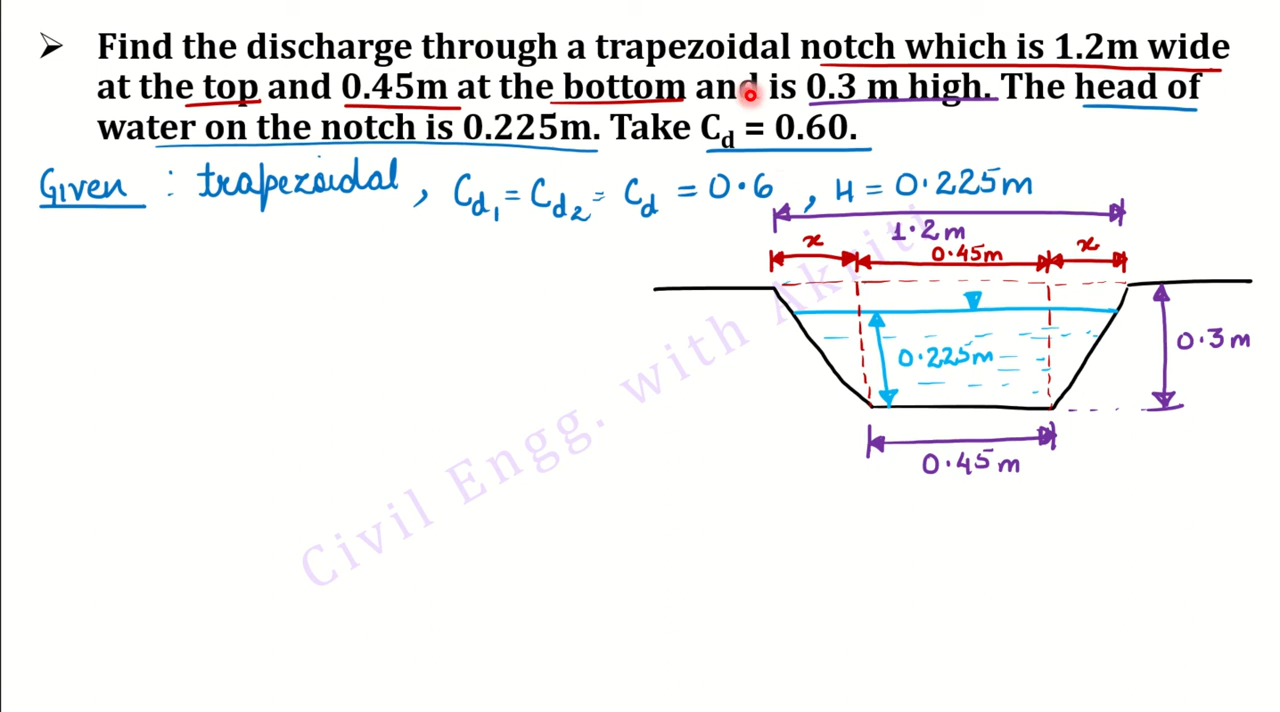 ➤ Find the discharge through a trapezoidal notch which is 1.2m wide
at the top and 0.45m at the bottom and is 0.3 m high. The head of
water on the notch is 0.225m. Take Cd = 0.60.
Given : trapezoidal, Cd1 = Cd2 = Cd = 0.6, H = 0.225m
1.2m
x 0.45m x
0.225m
0.3m
0.45m
Civil Engg. with Akriti